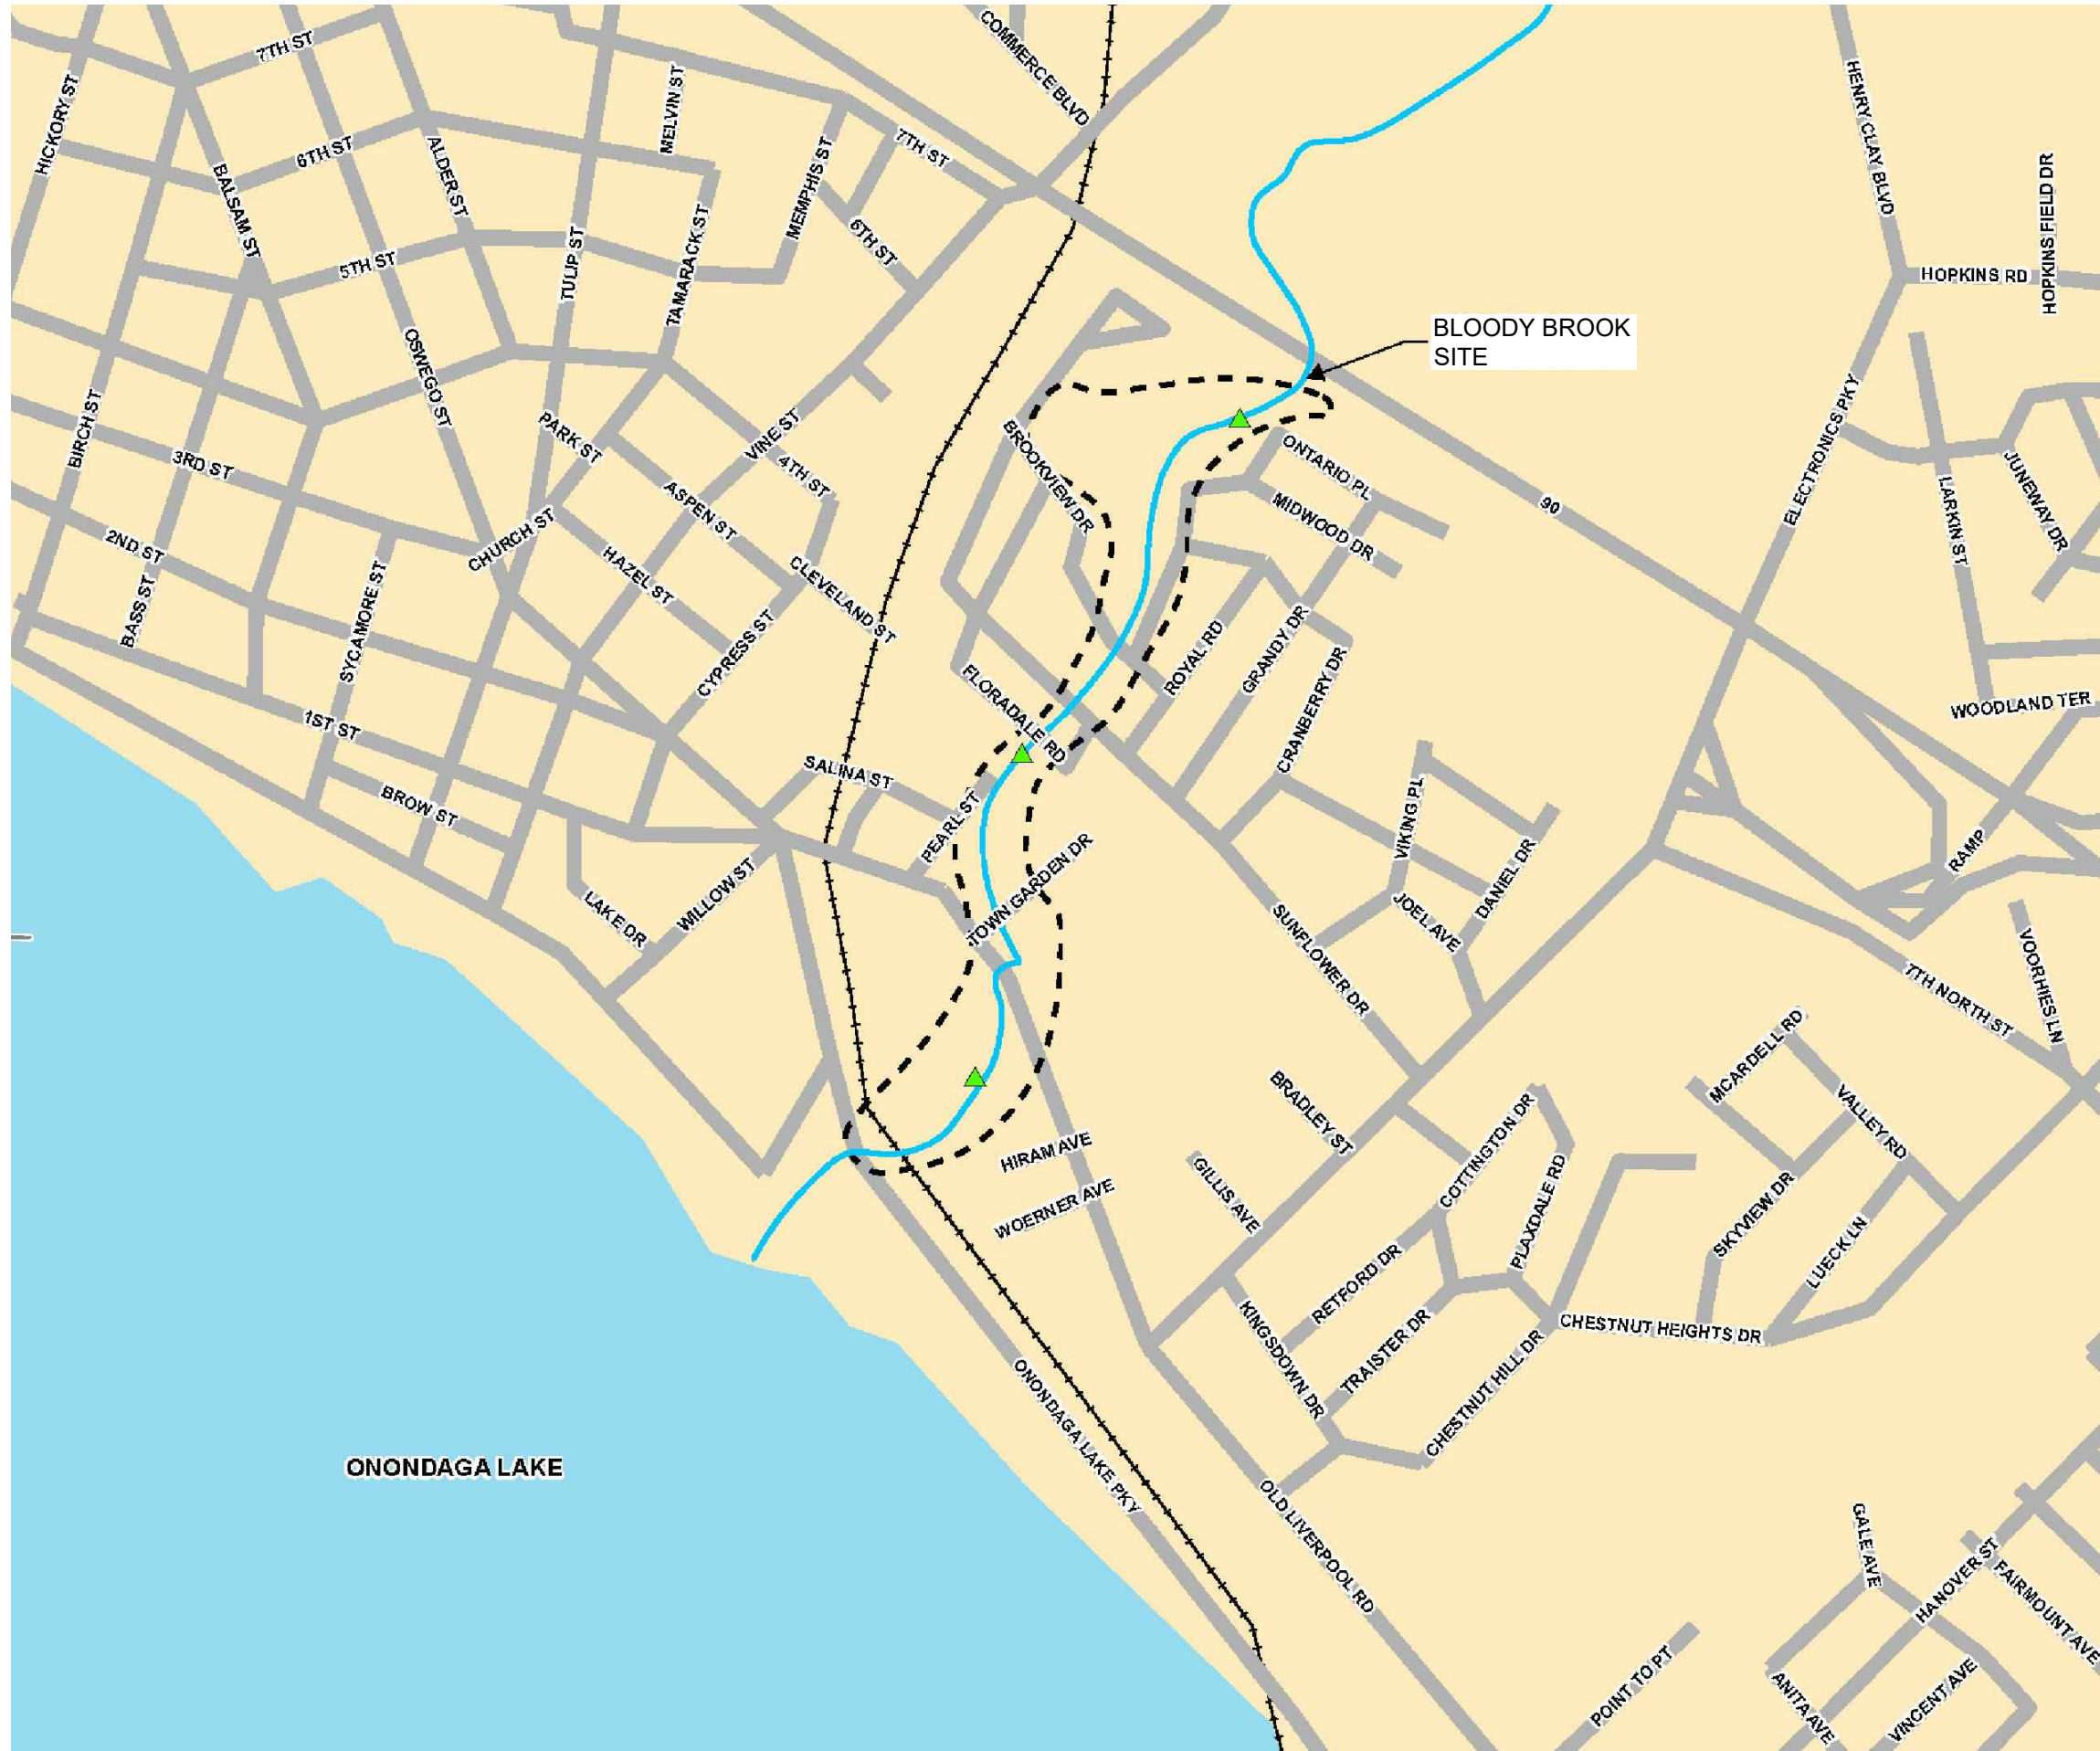 COMMERCE BLVD
7TH ST
HICKORY ST
MELVIN ST
HENRY CLAY BLVD
6TH ST
ALDER ST
BALSAM ST
MEMPHIS ST
7TH ST
HOPKINSFIELD DR
5TH ST
TULIP ST
TAMARACK ST
6TH ST
HOPKINS RD
BLOODY BROOK
SITE
OSWEGO ST
BIRCH ST
3RD ST
PARK ST
VINE ST
4TH ST
BROOKVIEW DR
ONTARIO PL
ELECTRONICS PKY
JUNEWAY DR
LARKIN ST
ASPEN ST
MIDWOOD DR
90
2ND ST
CHURCH ST
HAZEL ST
CLEVELAND ST
BASS ST
SYCAMORE ST
CYPRESS ST
ROYAL RD
GRANDY DR
CRANBERRY DR
FLORADALE RD
WOODLAND TER
1ST ST
SALINA ST
BROW ST
PEARL ST
TOWN GARDEN DR
VIKING PL
RAMP
LAKE DR
WILLOW ST
DANIEL DR
JOEL AVE
SUNFLOWER DR
7TH NORTH ST
VOORHIES LN
MCARDELL RD
BRADLEY ST
COTTINGTON DR
VALLEY RD
HIRAM AVE
WOERNER AVE
GILLIS AVE
PLAXDALE RD
SKYVIEW DR
RETFORD DR
LUECK LN
KINGSDOWN DR
TRAISTER DR
CHESTNUT HEIGHTS DR
CHESTNUT HILL DR
ONONDAGA LAKE PKY
ONONDAGA LAKE
OLD LIVERPOOL RD
GALE AVE
HANOVER ST
FAIRMOUNT AVE
POINT TO PT
ANITA AVE
VINCENT AVE